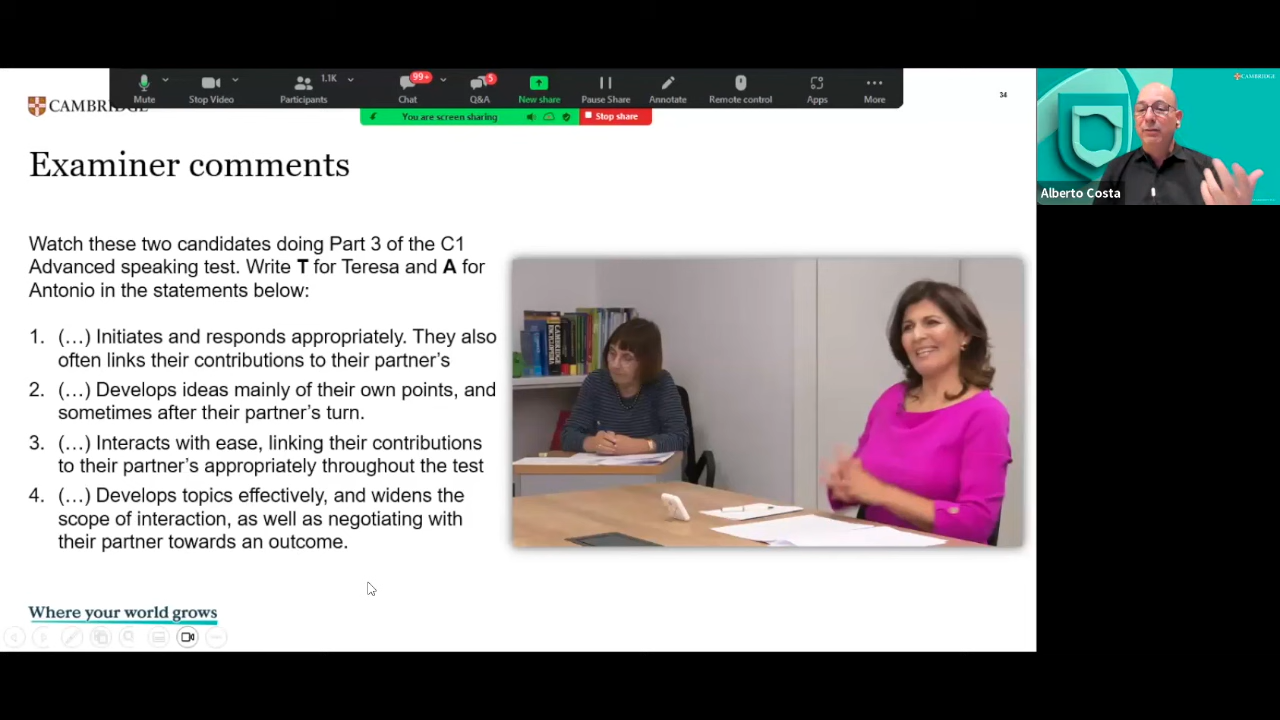 1.1K
99+
5
Mute
Stop Video
Participants
Chat
Q&A
New share
Pause Share
Annotate
Remote control
Apps
More
You are screen sharing
Stop share
34
CAMBRIDGE
CAMBRIDGE
Alberto Costa
Examiner comments
Watch these two candidates doing Part 3 of the C1
Advanced speaking test. Write T for Teresa and A for
Antonio in the statements below:
1. (…) Initiates and responds appropriately. They also
often links their contributions to their partner’s
2. (…) Develops ideas mainly of their own points, and
sometimes after their partner’s turn.
3. (…) Interacts with ease, linking their contributions
to their partner’s appropriately throughout the test
4. (…) Develops topics effectively, and widens the
scope of interaction, as well as negotiating with
their partner towards an outcome.
Where your world grows